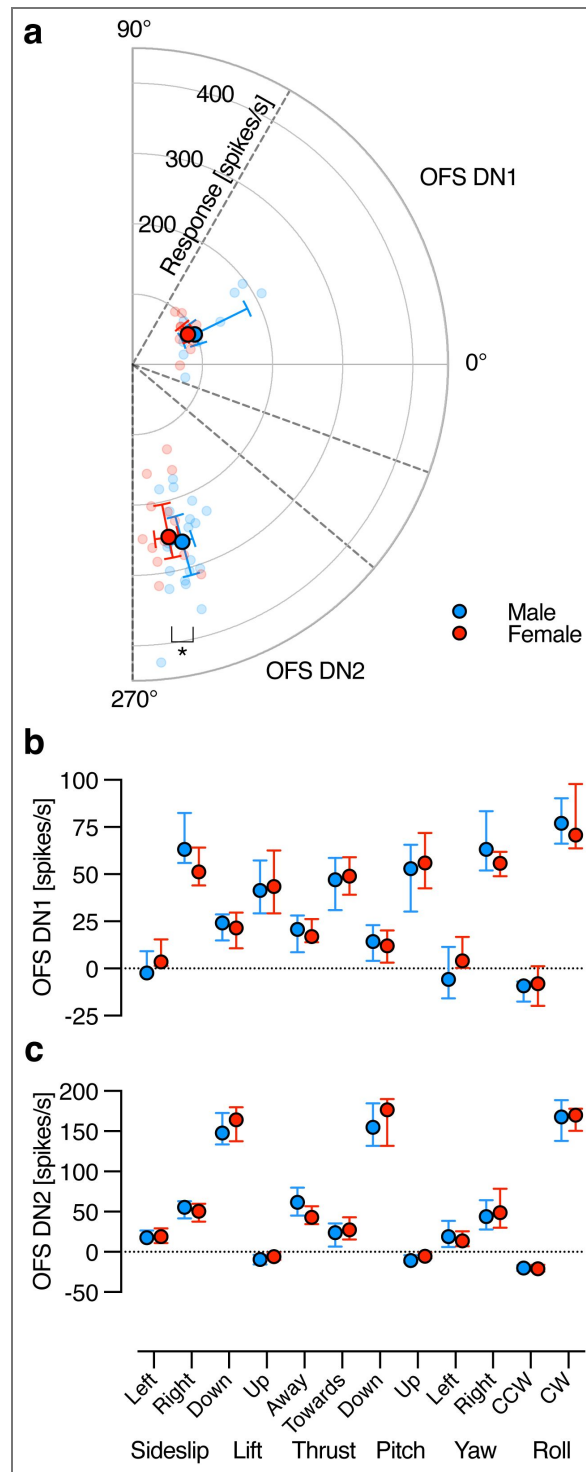 a
90°
400
300
200
Response [spikes/s]
OFS DN1
0°
Male
Female
*
OFS DN2
270°
b
100
75
50
25
0
-25
OFS DN1 [spikes/s]
c
200
150
100
50
0
-50
OFS DN2 [spikes/s]
Left Right Down Up Away Towards Down Up Left Right CCW CW
Sideslip Lift Thrust Pitch Yaw Roll